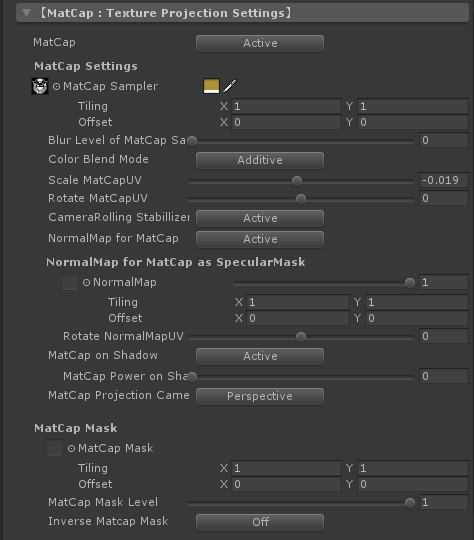 【MatCap : Texture Projection Settings】
MatCap Active
MatCap Settings
MatCap Sampler
Tiling X 1 Y 1
Offset X 0 Y 0
Blur Level of MatCap Sa 0
Color Blend Mode Additive
Scale MatCapUV -0.019
Rotate MatCapUV 0
CameraRolling Stabillizer Active
NormalMap for MatCap Active
NormalMap for MatCap as SpecularMask
NormalMap 1
Tiling X 1 Y 1
Offset X 0 Y 0
Rotate NormalMapUV 0
MatCap on Shadow Active
MatCap Power on Sha 0
MatCap Projection Came Perspective
MatCap Mask
MatCap Mask
Tiling X 1 Y 1
Offset X 0 Y 0
MatCap Mask Level 1
Inverse Matcap Mask Off